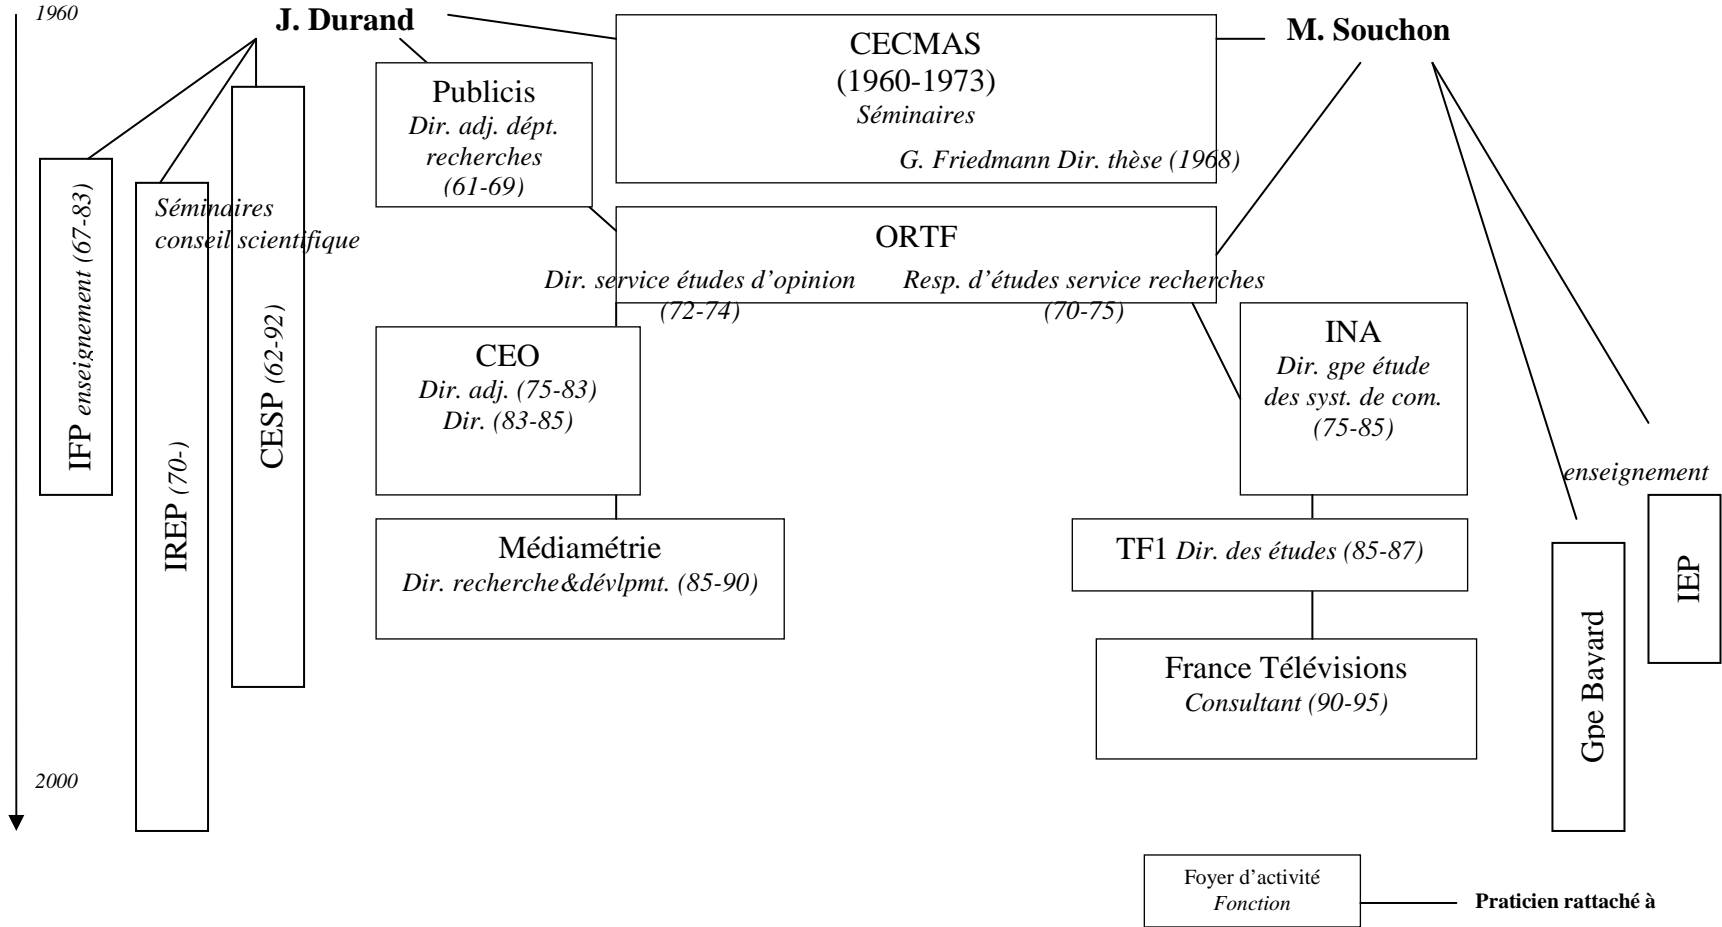 1960
J. Durand
M. Souchon
CECMAS
(1960-1973)
Séminaires
G. Friedmann Dir. thèse (1968)
Publicis
Dir. adj. dépt.
recherches
(61-69)
IFP enseignement (67-83)
Séminaires
conseil scientifique
IREP (70-)
CESP (62-92)
ORTF
Dir. service études d’opinion
(72-74)
Resp. d’études service recherches
(70-75)
CEO
Dir. adj. (75-83)
Dir. (83-85)
INA
Dir. gpe étude
des syst. de com.
(75-85)
enseignement
Médiamétrie
Dir. recherche&dévlpmt. (85-90)
TF1 Dir. des études (85-87)
France Télévisions
Consultant (90-95)
Gpe Bayard
IEP
2000
Foyer d’activité
Fonction
Praticien rattaché à